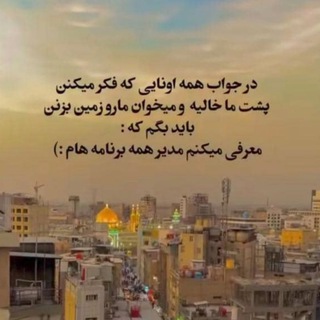 در جواب همه اونایی که فکر میکنن
پشت ما خالیه و میخوان مارو زمین بزنن
باید بگم که :
معرفی میکنم مدیر همه برنامه هام :)